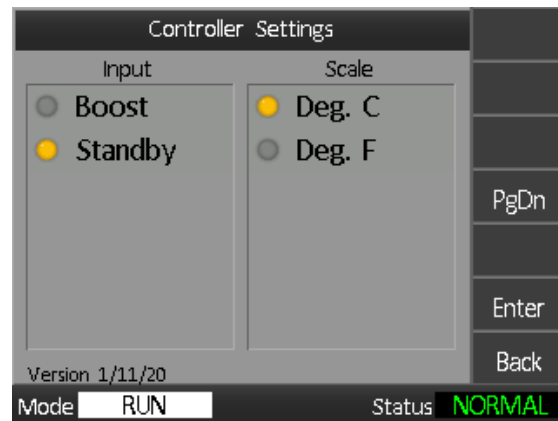 Controller Settings
Input
Scale
Boost
Standby
Deg. C
Deg. F
PgDn
Enter
Back
Version 1/11/20
Mode RUN
Status NORMAL